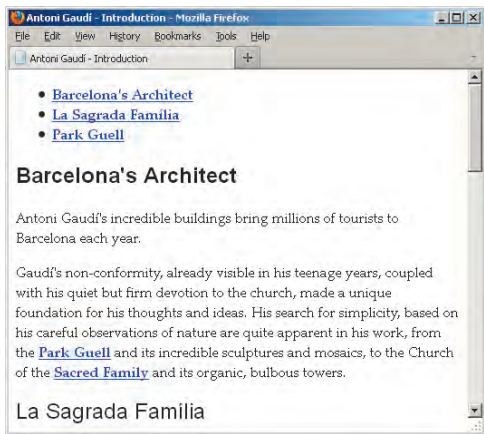 Antoni Gaudí - Introduction - Mozilla Firefox
File Edit View History Bookmarks Tools Help
Antoni Gaudí - Introduction
Barcelona's Architect
La Sagrada Família
Park Guell
Barcelona's Architect
Antoni Gaudí's incredible buildings bring millions of tourists to
Barcelona each year.
Gaudí's non-conformity, already visible in his teenage years, coupled
with his quiet but firm devotion to the church, made a unique
foundation for his thoughts and ideas. His search for simplicity, based on
his careful observations of nature are quite apparent in his work, from
the Park Guell and its incredible sculptures and mosaics, to the Church
of the Sacred Family and its organic, bulbous towers.
La Sagrada Família